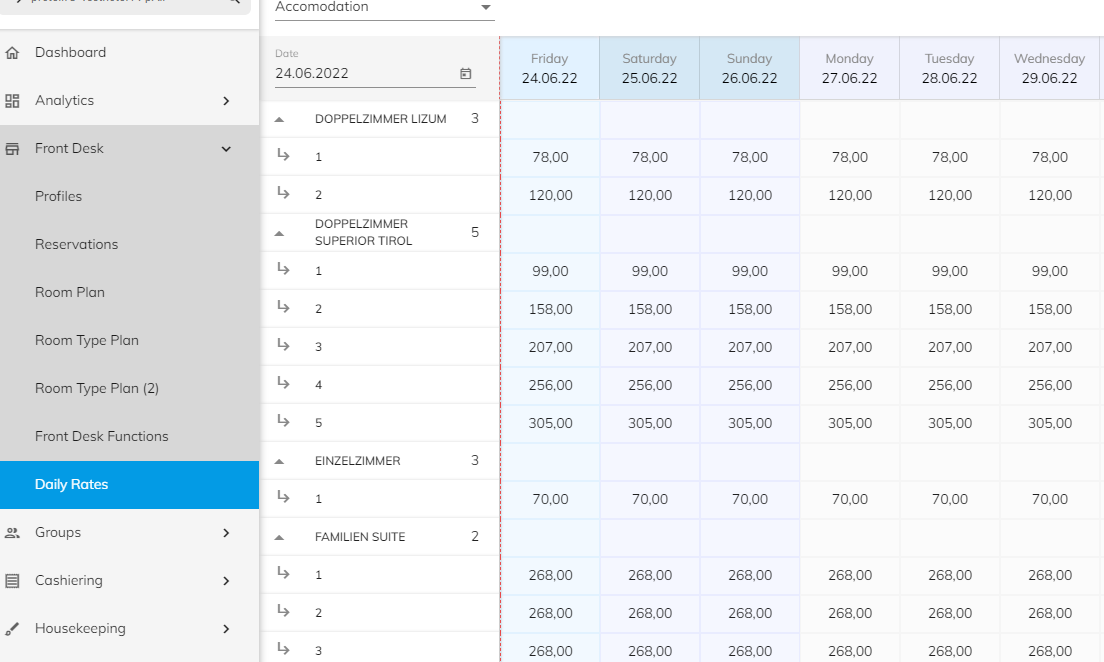 Accomodation
Dashboard
Analytics
Front Desk
Profiles
Reservations
Room Plan
Room Type Plan
Room Type Plan (2)
Front Desk Functions
Daily Rates
Groups
Cashiering
Housekeeping
Date
24.06.2022
Friday Saturday Sunday Monday Tuesday Wednesday
24.06.22 25.06.22 26.06.22 27.06.22 28.06.22 29.06.22
DOPPELZIMMER LIZUM 3
1 78,00 78,00 78,00 78,00 78,00 78,00
2 120,00 120,00 120,00 120,00 120,00 120,00
DOPPELZIMMER
SUPERIOR TIROL 5
1 99,00 99,00 99,00 99,00 99,00 99,00
2 158,00 158,00 158,00 158,00 158,00 158,00
3 207,00 207,00 207,00 207,00 207,00 207,00
4 256,00 256,00 256,00 256,00 256,00 256,00
5 305,00 305,00 305,00 305,00 305,00 305,00
EINZELZIMMER 3
1 70,00 70,00 70,00 70,00 70,00 70,00
FAMILIEN SUITE 2
1 268,00 268,00 268,00 268,00 268,00 268,00
2 268,00 268,00 268,00 268,00 268,00 268,00
3 268,00 268,00 268,00 268,00 268,00 268,00